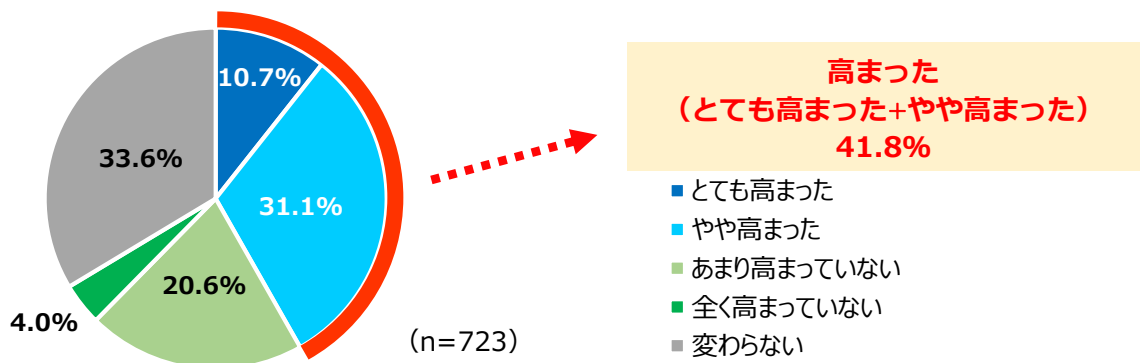 10.7%
31.1%
20.6%
4.0%
33.6%
(n=723)
高まった
（とても高まった+やや高まった）
41.8%
とても高まった
やや高まった
あまり高まっていない
全く高まっていない
変わらない